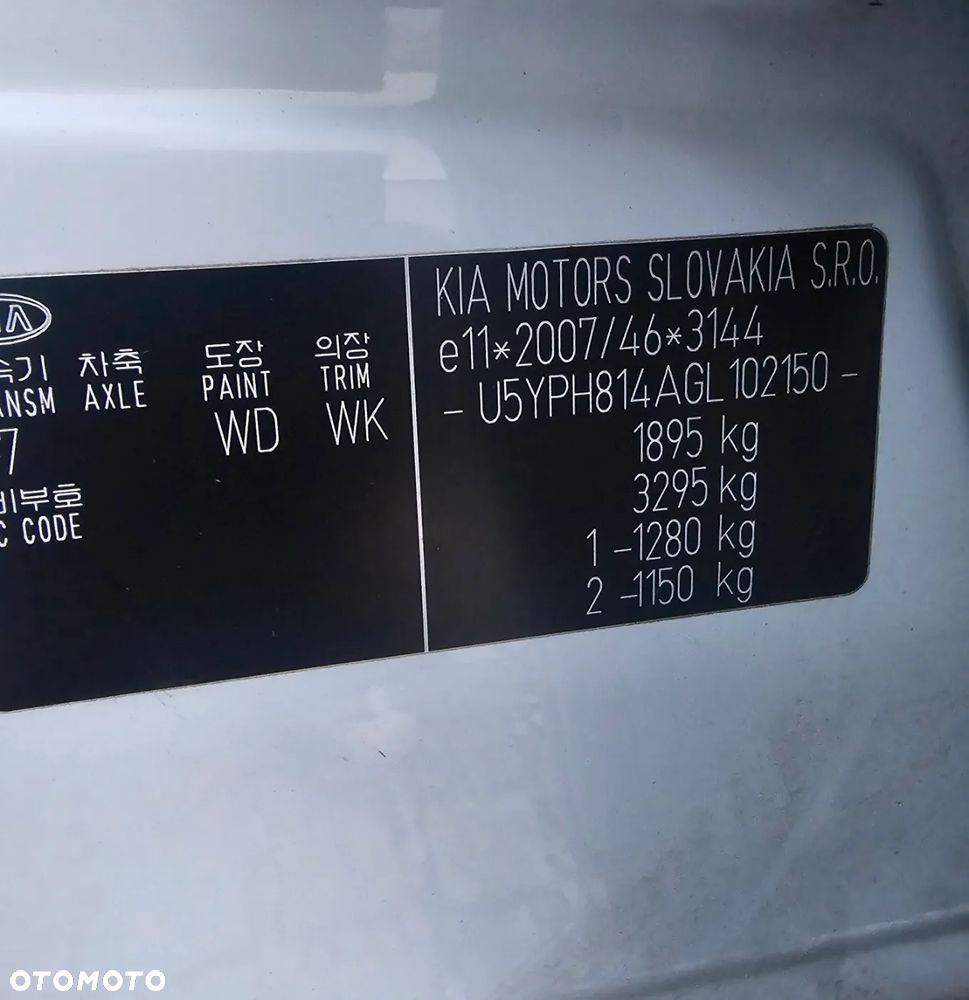 속기 차축 도장 의장
ANSM AXLE PAINT TRIM
7 WD WK
비부호
C CODE
KIA MOTORS SLOVAKIA S.R.O.
e11*2007/46*3144
- U5YPH814AGL102150 -
1895 kg
3295 kg
1 -1280 kg
2 -1150 kg
OTOMOTO